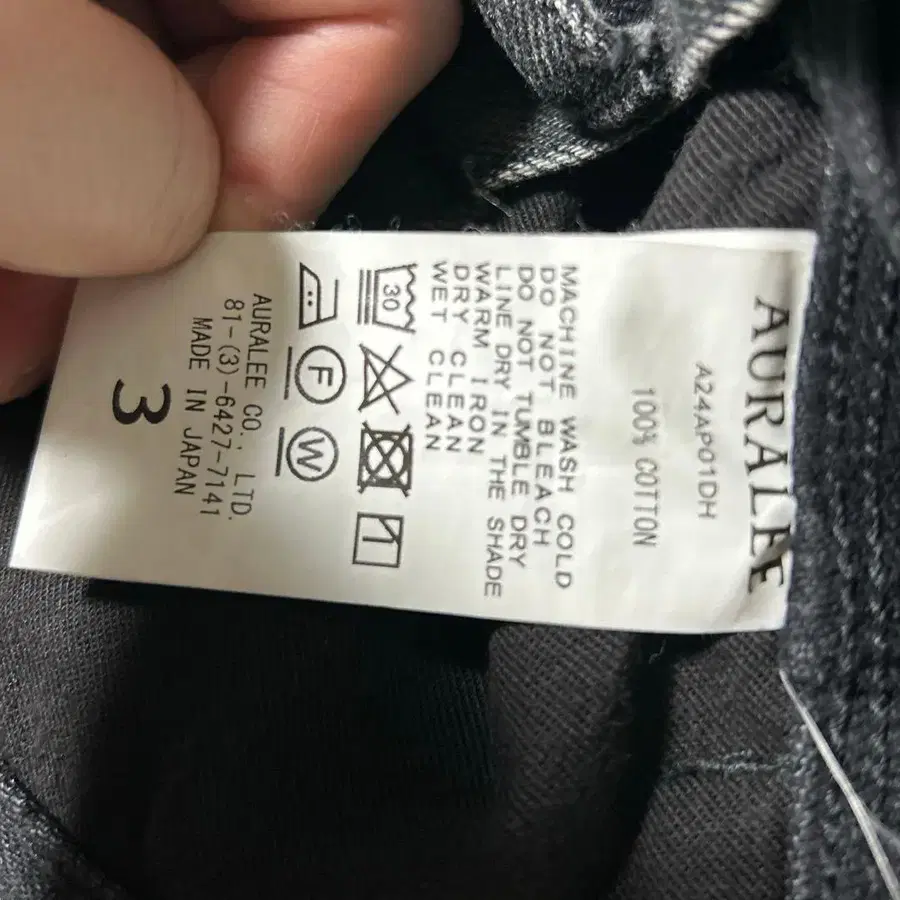 AURALEE
A24AP01DH
100% COTTON
MACHINE WASH COLD
DO NOT BLEACH
DO NOT TUMBLE DRY
LINE DRY IN THE SHADE
WARM IRON
DRY CLEAN
WET CLEAN
30
F W
AURALEE CO., LTD.
81-(3)-6427-7141
MADE IN JAPAN
3